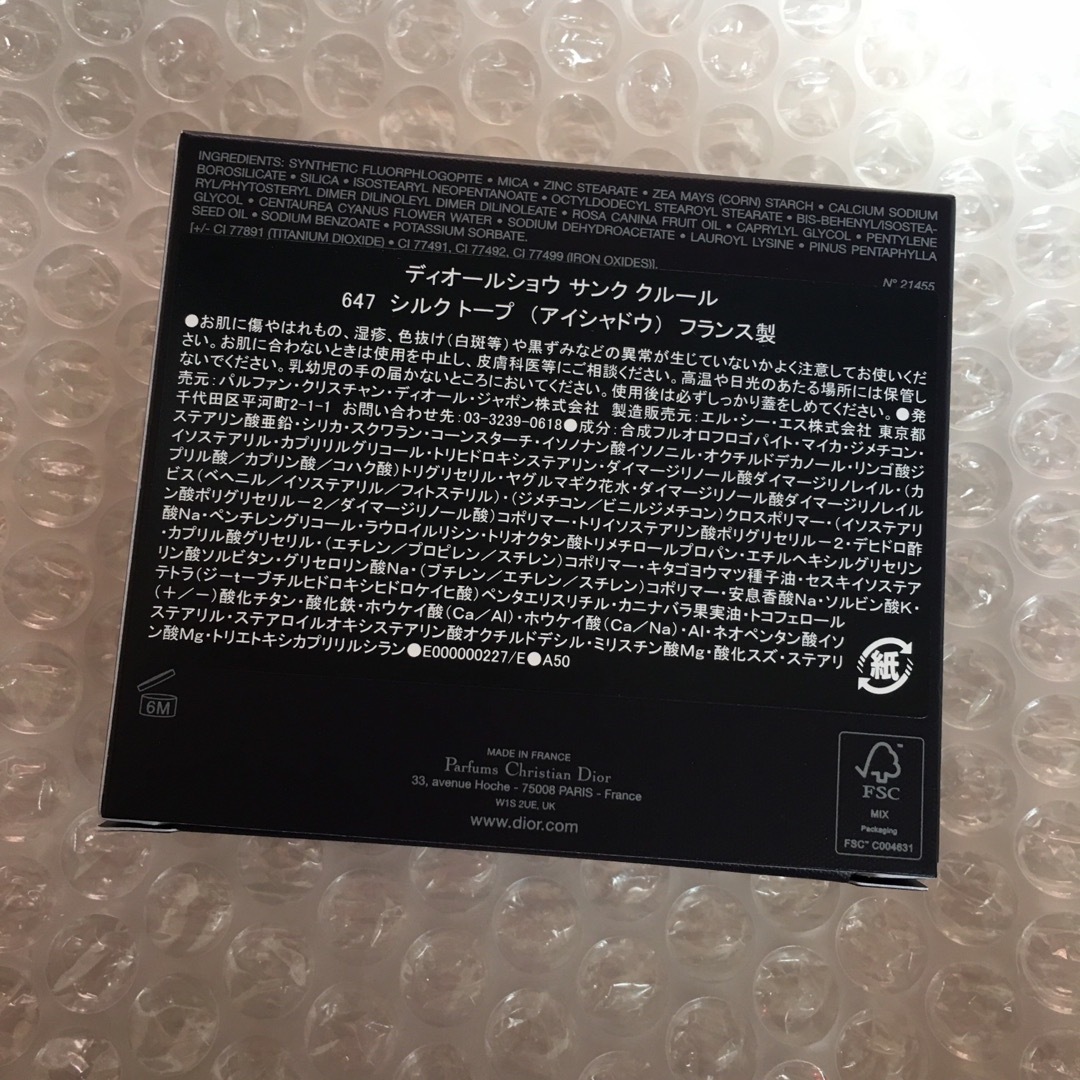 INGREDIENTS: SYNTHETIC FLUORPHLOGOPITE • MICA • ZINC STEARATE • ZEA MAYS (CORN) STARCH • CALCIUM SODIUM
BOROSILICATE • SILICA • ISOSTEARYL NEOPENTANOATE • OCTYLDODECYL STEAROYL STEARATE • BIS-BEHENYL/ISOSTEA-
RYL/PHYTOSTERYL DIMER DILINOLEYL DIMER DILINOLEATE • ROSA CANINA FRUIT OIL • CAPRYLYL GLYCOL • PENTYLENE
GLYCOL • CENTAUREA CYANUS FLOWER WATER • SODIUM DEHYDROACETATE • LAUROYL LYSINE • PINUS PENTAPHYLLA
SEED OIL • SODIUM BENZOATE • POTASSIUM SORBATE.
[+/- CI 77891 (TITANIUM DIOXIDE) • CI 77491, CI 77492, CI 77499 (IRON OXIDES)].
N° 21455
ディオールショウ サンク クルール
647 シルクトープ (アイシャドウ) フランス製
●お肌に傷やはれもの、湿疹、色抜け(白斑等)や黒ずみなどの異常が生じていないかよく注意してお使いくだ
さい。お肌に合わないときは使用を中止し、皮膚科医等にご相談ください。高温や日光のあたる場所には保管し
ないでください。乳幼児の手の届かないところにおいてください。使用後は必ずしっかり蓋をしめてください。●発
売元:パルファン・クリスチャン・ディオール・ジャポン株式会社 製造販売元:エル・シー・エス株式会社 東京都
千代田区平河町2-1-1 お問い合わせ先:03-3239-0618●成分:合成フルオロフロゴパイト・マイカ・ジメチコン・
ステアリン酸亜鉛・シリカ・スクワラン・コーンスターチ・イソノナン酸イソノニル・オクチルドデカノール・リンゴ酸ジ
イソステアリル・カプリリルグリコール・トリヒドロキシステアリン・ダイマージリノール酸ダイマージリノレイル・(カ
プリル酸/カプリン酸/コハク酸)トリグリセリル・ヤグルマギク花水・ダイマージリノール酸ダイマージリノレイル
ビス(ベヘニル/イソステアリル/フィトステリル)・(ジメチコン/ビニルジメチコン)クロスポリマー・(イソステアリ
ン酸ポリグリセリル-2/ダイマージリノール酸)コポリマー・トリイソステアリン酸ポリグリセリル-2・デヒドロ酢
酸Na・ペンチレングリコール・ラウロイルリシン・トリオクタン酸トリメチロールプロパン・エチルヘキシルグリセリン
・カプリル酸グリセリル・(エチレン/プロピレン/スチレン)コポリマー・キタゴヨウマツ種子油・セスキイソステア
リン酸ソルビタン・グリセロリン酸Na・(ブチレン/エチレン/スチレン)コポリマー・安息香酸Na・ソルビン酸K・
テトラ(ジーtーブチルヒドロキシヒドロケイヒ酸)ペンタエリスリチル・カニナバラ果実油・トコフェロール
(+/-)酸化チタン・酸化鉄・ホウケイ酸(Ca/Al)・ホウケイ酸(Ca/Na)・Al・ネオペンタン酸イソ
ステアリル・ステアロイルオキシステアリン酸オクチルドデシル・ミリスチン酸Mg・酸化スズ・ステアリ
ン酸Mg・トリエトキシカプリリルシラン●E000000227/E●A50
紙
6M
MADE IN FRANCE
Parfums Christian Dior
33, avenue Hoche - 75008 PARIS - France
W1S 2UE, UK
www.dior.com
FSC
MIX
Packaging
FSC™ C004631